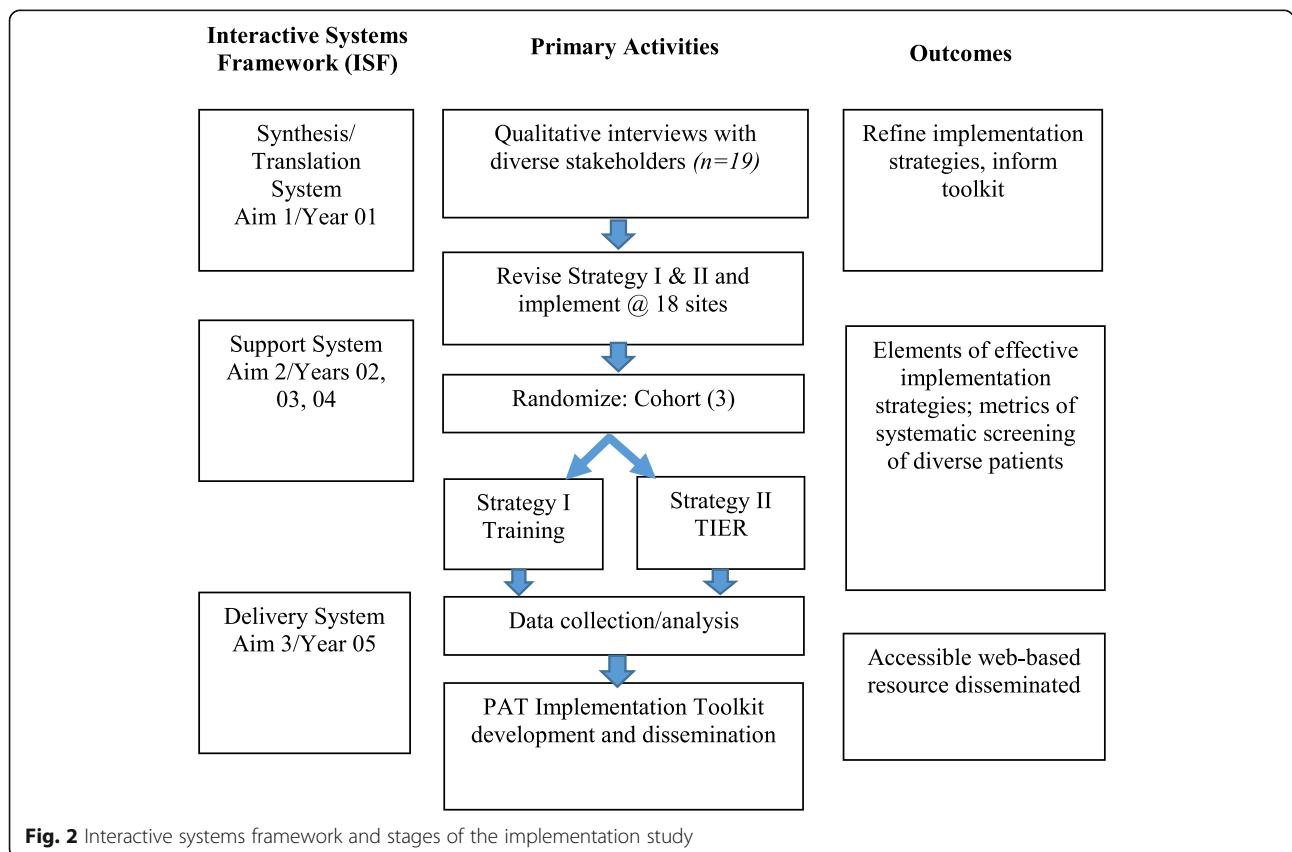 Interactive Systems
Framework (ISF)
Primary Activities
Outcomes
Synthesis/
Translation
System
Aim 1/Year 01
Qualitative interviews with
diverse stakeholders (n=19)
Refine implementation
strategies, inform
toolkit
Revise Strategy I & II and
implement @ 18 sites
Support System
Aim 2/Years 02,
03, 04
Randomize: Cohort (3)
Elements of effective
implementation
strategies; metrics of
systematic screening
of diverse patients
Strategy I
Training
Strategy II
TIER
Delivery System
Aim 3/Year 05
Data collection/analysis
Accessible web-based
resource disseminated
PAT Implementation Toolkit
development and dissemination
Fig. 2 Interactive systems framework and stages of the implementation study